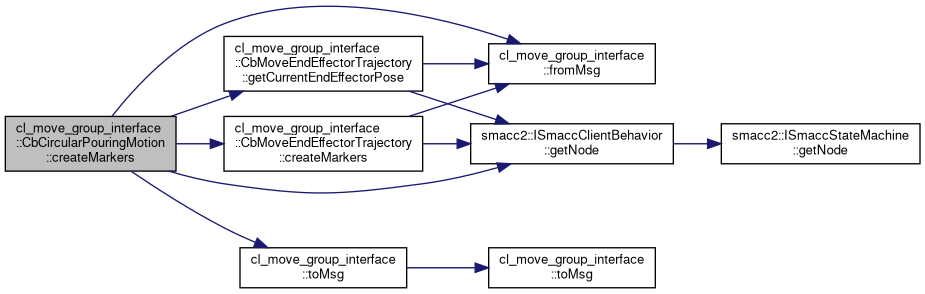 cl_move_group_interface
::CbCircularPouringMotion
::createMarkers
cl_move_group_interface
::CbMoveEndEffectorTrajectory
::getCurrentEndEffectorPose
cl_move_group_interface
::CbMoveEndEffectorTrajectory
::createMarkers
cl_move_group_interface
::toMsg
cl_move_group_interface
::fromMsg
smacc2::ISmaccClientBehavior
::getNode
cl_move_group_interface
::toMsg
smacc2::ISmaccStateMachine
::getNode